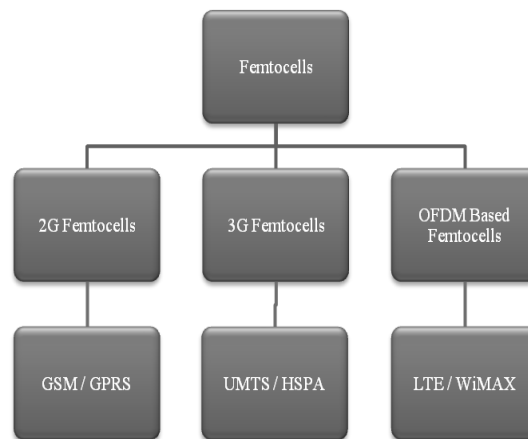 Femtocells
2G Femtocells
3G Femtocells
OFDM Based
Femtocells
GSM / GPRS
UMTS / HSPA
LTE / WiMAX